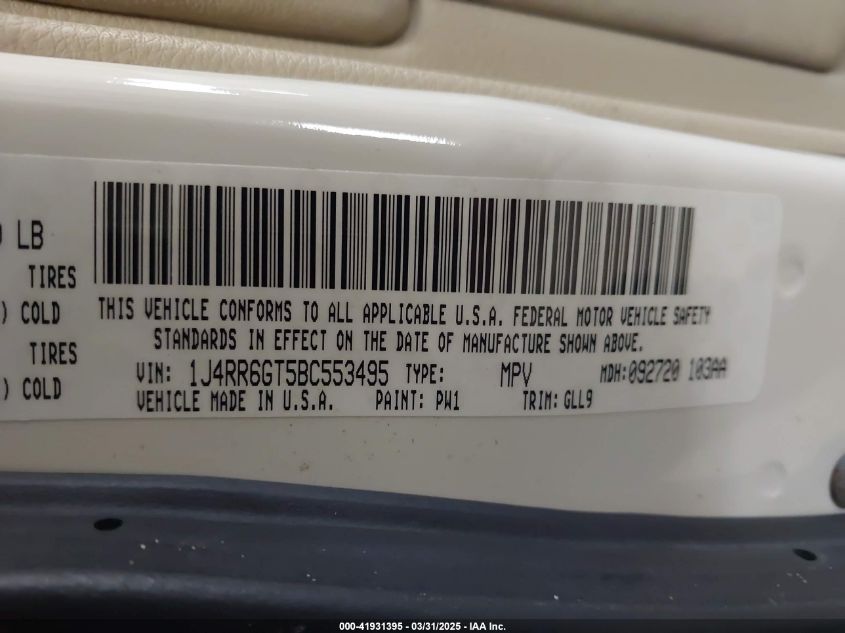 LB
TIRES
) COLD
TIRES
) COLD
THIS VEHICLE CONFORMS TO ALL APPLICABLE U.S.A. FEDERAL MOTOR VEHICLE SAFETY
STANDARDS IN EFFECT ON THE DATE OF MANUFACTURE SHOWN ABOVE.
VIN: 1J4RR6GT5BC553495 TYPE: MPV MDH:092720 103AA
VEHICLE MADE IN U.S.A. PAINT: PW1 TRIM: GLL9
000-41931395 - 03/31/2025 - IAA Inc.